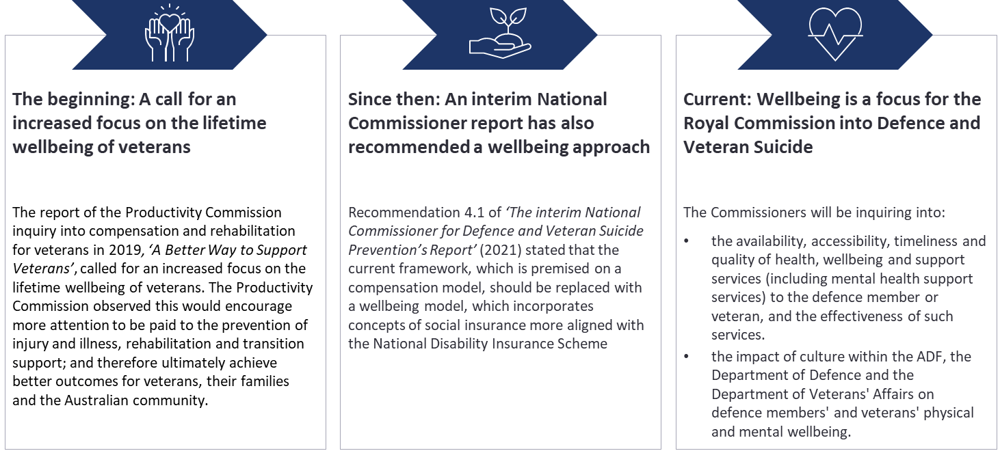 The beginning: A call for an
increased focus on the lifetime
wellbeing of veterans
The report of the Productivity Commission
inquiry into compensation and rehabilitation
for veterans in 2019, ‘A Better Way to Support
Veterans’, called for an increased focus on the
lifetime wellbeing of veterans. The Productivity
Commission observed this would encourage
more attention to be paid to the prevention of
injury and illness, rehabilitation and transition
support; and therefore ultimately achieve
better outcomes for veterans, their families
and the Australian community.
Since then: An interim National
Commissioner report has also
recommended a wellbeing approach
Recommendation 4.1 of ‘The interim National
Commissioner for Defence and Veteran Suicide
Prevention’s Report’ (2021) stated that the
current framework, which is premised on a
compensation model, should be replaced with
a wellbeing model, which incorporates
concepts of social insurance more aligned with
the National Disability Insurance Scheme
Current: Wellbeing is a focus for the
Royal Commission into Defence and
Veteran Suicide
The Commissioners will be inquiring into:
• the availability, accessibility, timeliness and
quality of health, wellbeing and support
services (including mental health support
services) to the defence member or
veteran, and the effectiveness of such
services.
• the impact of culture within the ADF, the
Department of Defence and the
Department of Veterans' Affairs on
defence members' and veterans' physical
and mental wellbeing.